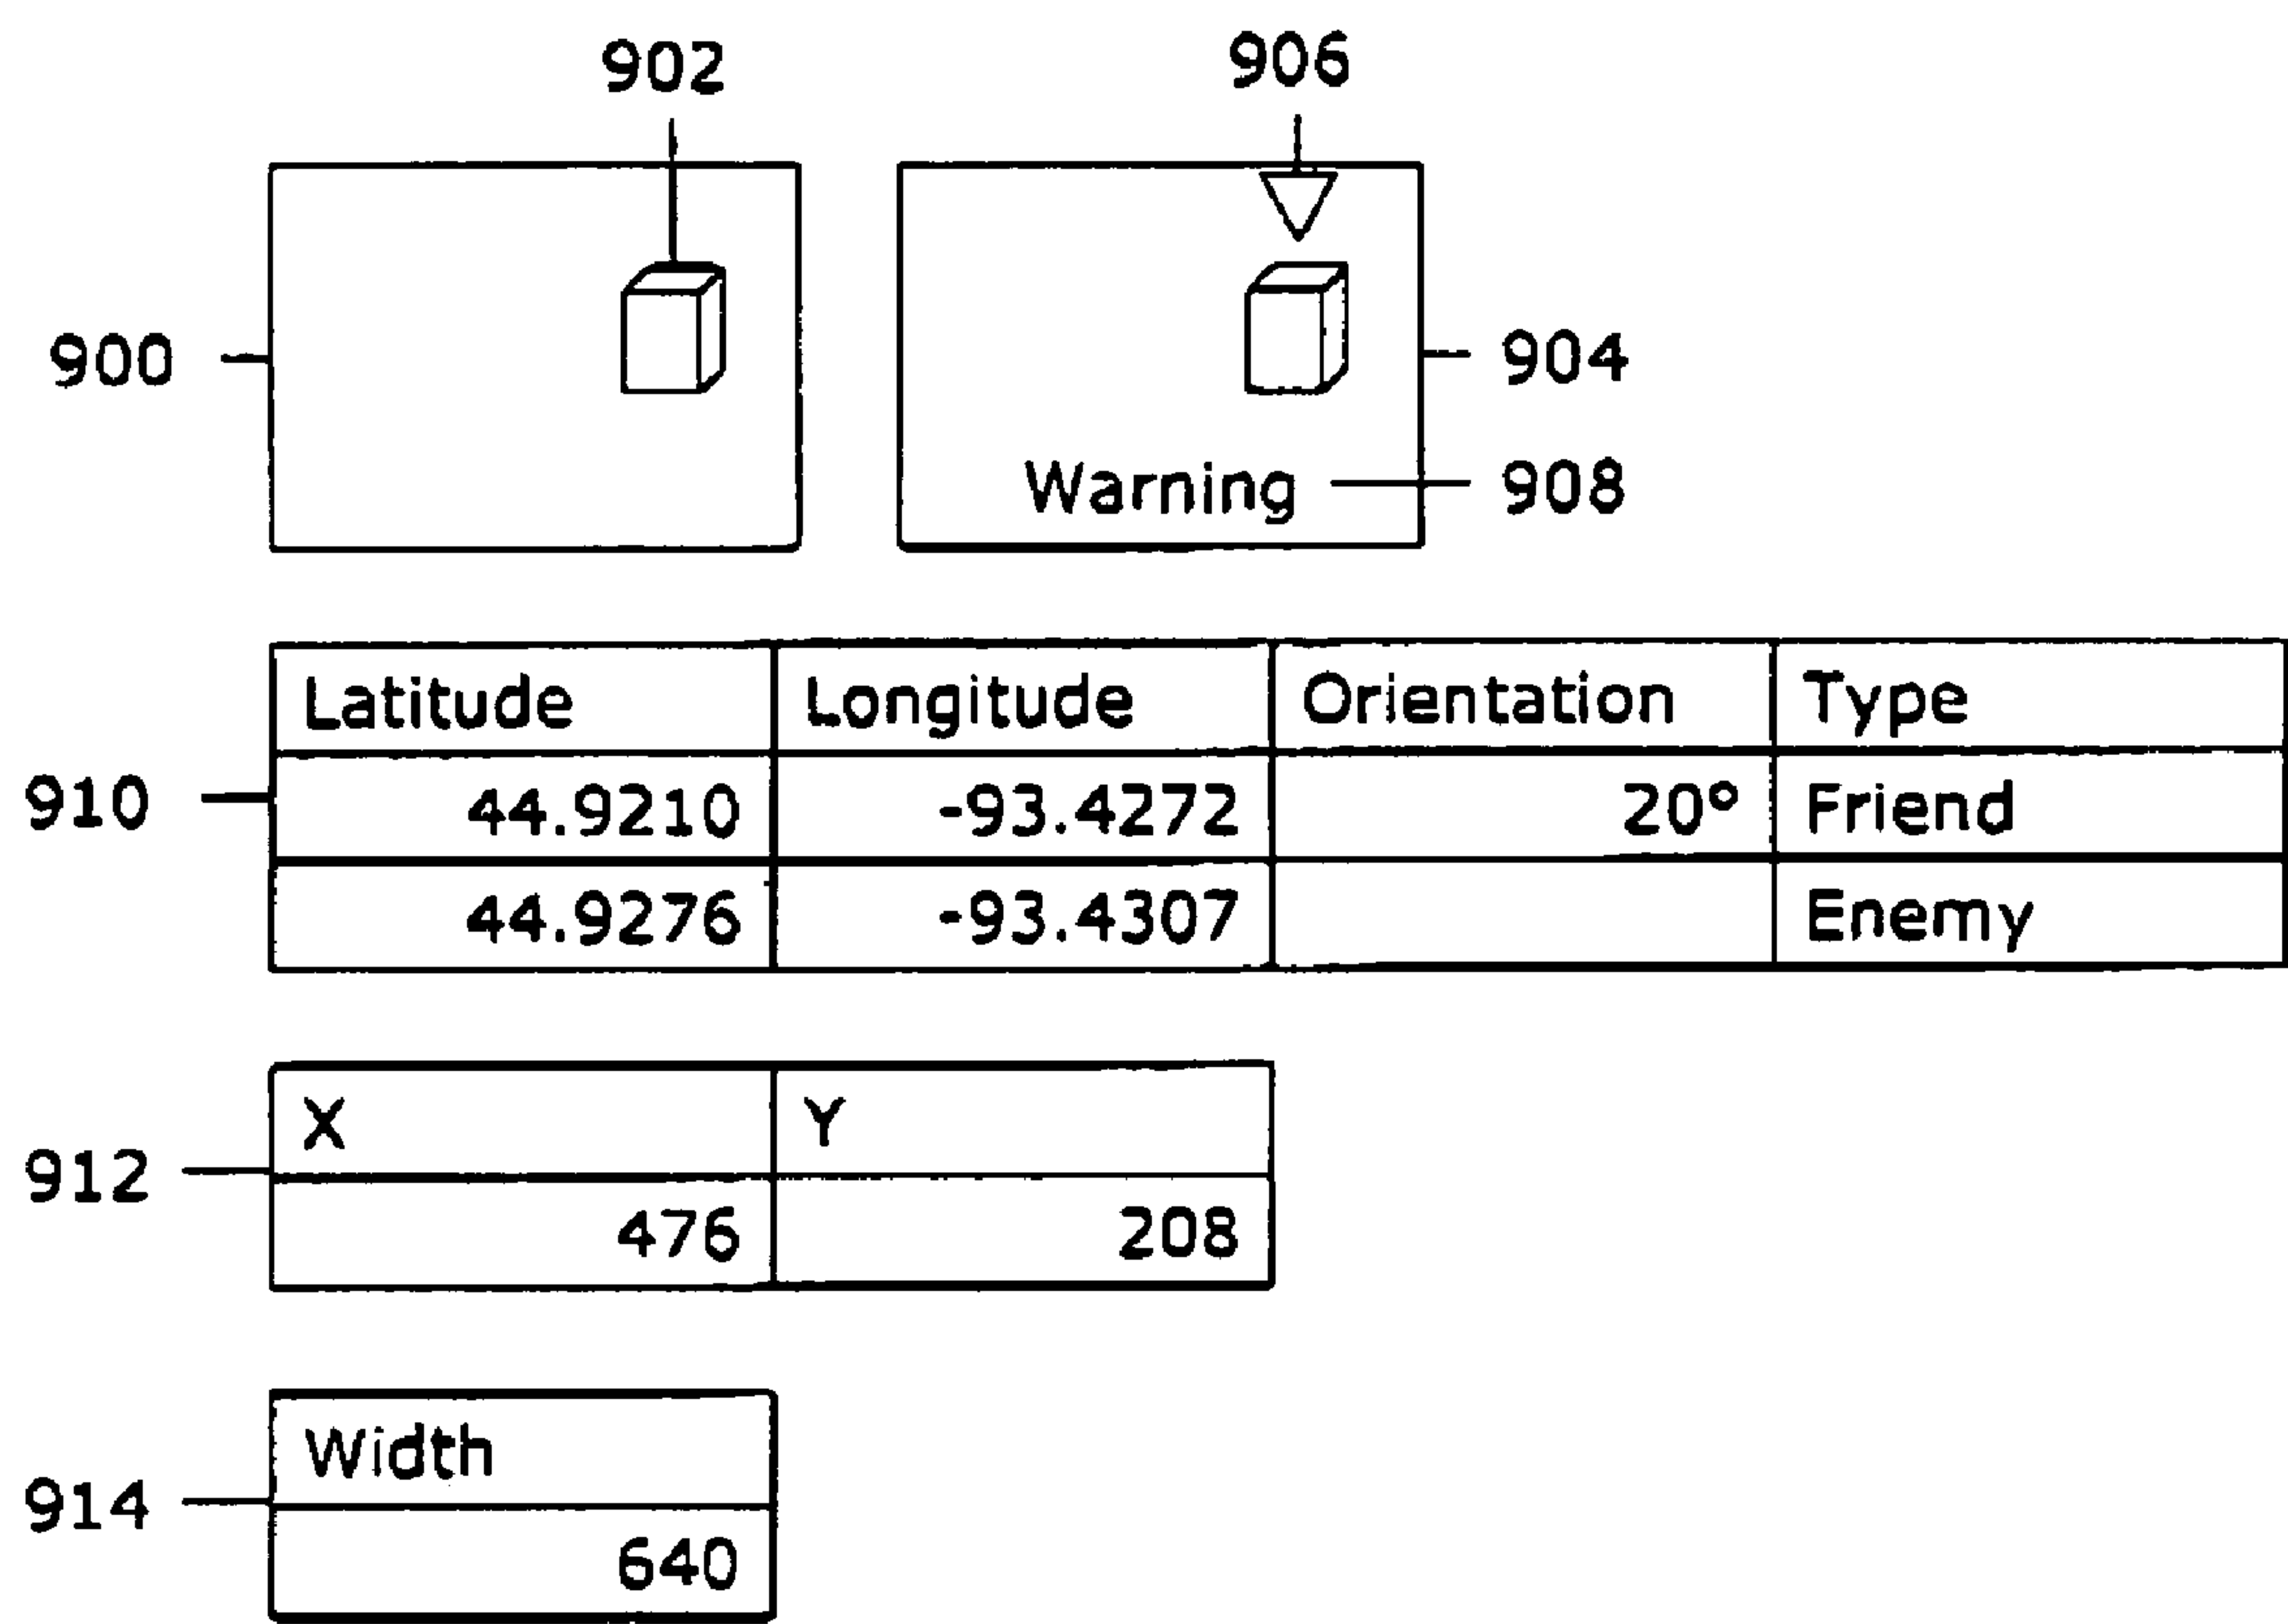 902 906
900 904
Warning 908
Latitude Longitude Orientation Type
910 44.9210 -93.4272 20° Friend
44.9276 -93.4307 Enemy
X Y
912
476 208
Width
914
640